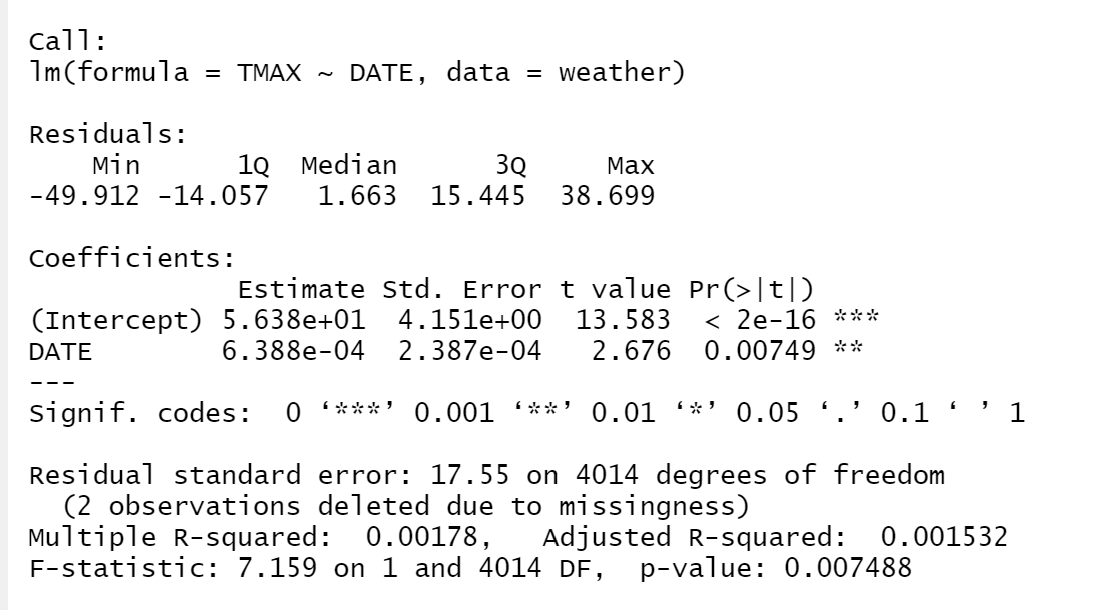 Call:
lm(formula = TMAX ~ DATE, data = weather)
Residuals:
    Min      1Q  Median      3Q     Max
-49.912 -14.057   1.663  15.445  38.699
Coefficients:
             Estimate Std. Error t value Pr(>|t|)
(Intercept) 5.638e+01  4.151e+00  13.583  < 2e-16 ***
DATE        6.388e-04  2.387e-04   2.676  0.00749 **
---
Signif. codes:  0 ‘***’ 0.001 ‘**’ 0.01 ‘*’ 0.05 ‘.’ 0.1 ‘ ’ 1
Residual standard error: 17.55 on 4014 degrees of freedom
  (2 observations deleted due to missingness)
Multiple R-squared:  0.00178,   Adjusted R-squared:  0.001532
F-statistic: 7.159 on 1 and 4014 DF,  p-value: 0.007488